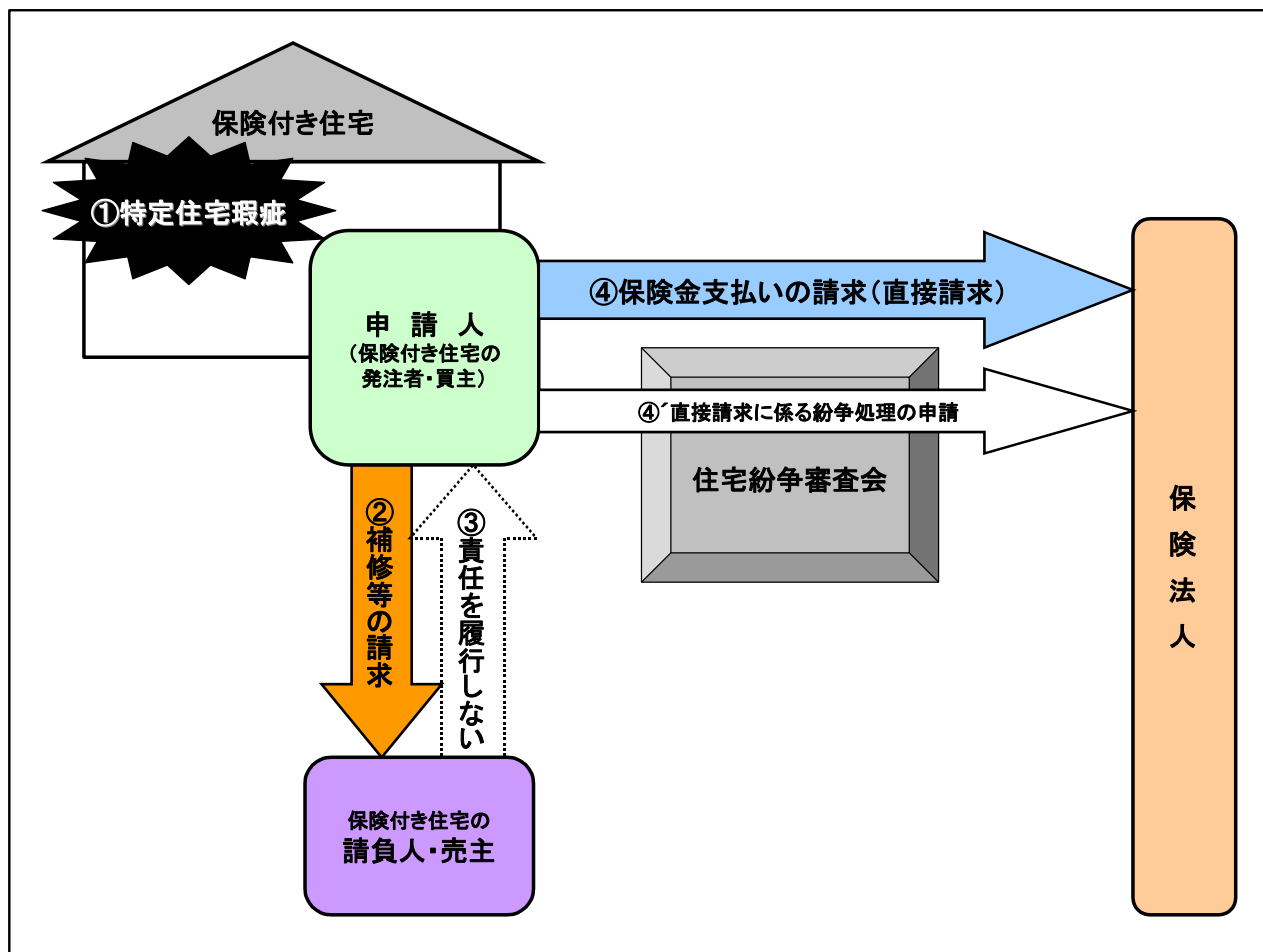 保険付き住宅
①特定住宅瑕疵
申 請 人
（保険付き住宅の
発注者・買主）
④保険金支払いの請求（直接請求）
④´直接請求に係る紛争処理の申請
住宅紛争審査会
②補修等の請求
③責任を履行しない
保険付き住宅の
請負人・売主
保険法人